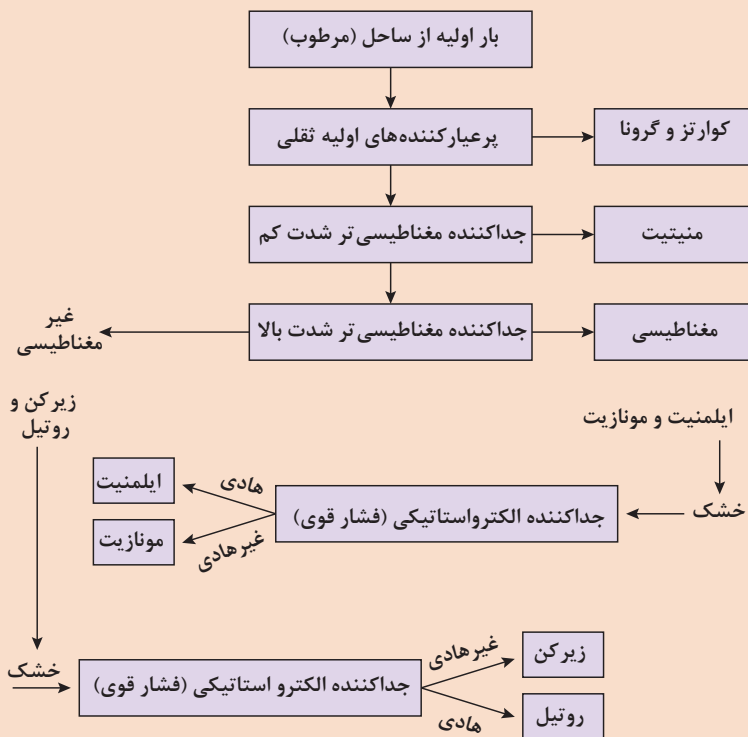 بار اولیه از ساحل (مرطوب)
پرعیارکننده‌های اولیه ثقلی
کوارتز و گرونا
جداکننده مغناطیسی تر شدت کم
منیتیت
جداکننده مغناطیسی تر شدت بالا
مغناطیسی
غیر
مغناطیسی
زیرکن و
روتیل
ایلمنیت و مونازیت
خشک
جداکننده الکترواستاتیکی (فشار قوی)
هادی
ایلمنیت
غیرهادی
مونازیت
خشک
جداکننده الکترو استاتیکی (فشار قوی)
غیرهادی
زیرکن
هادی
روتیل